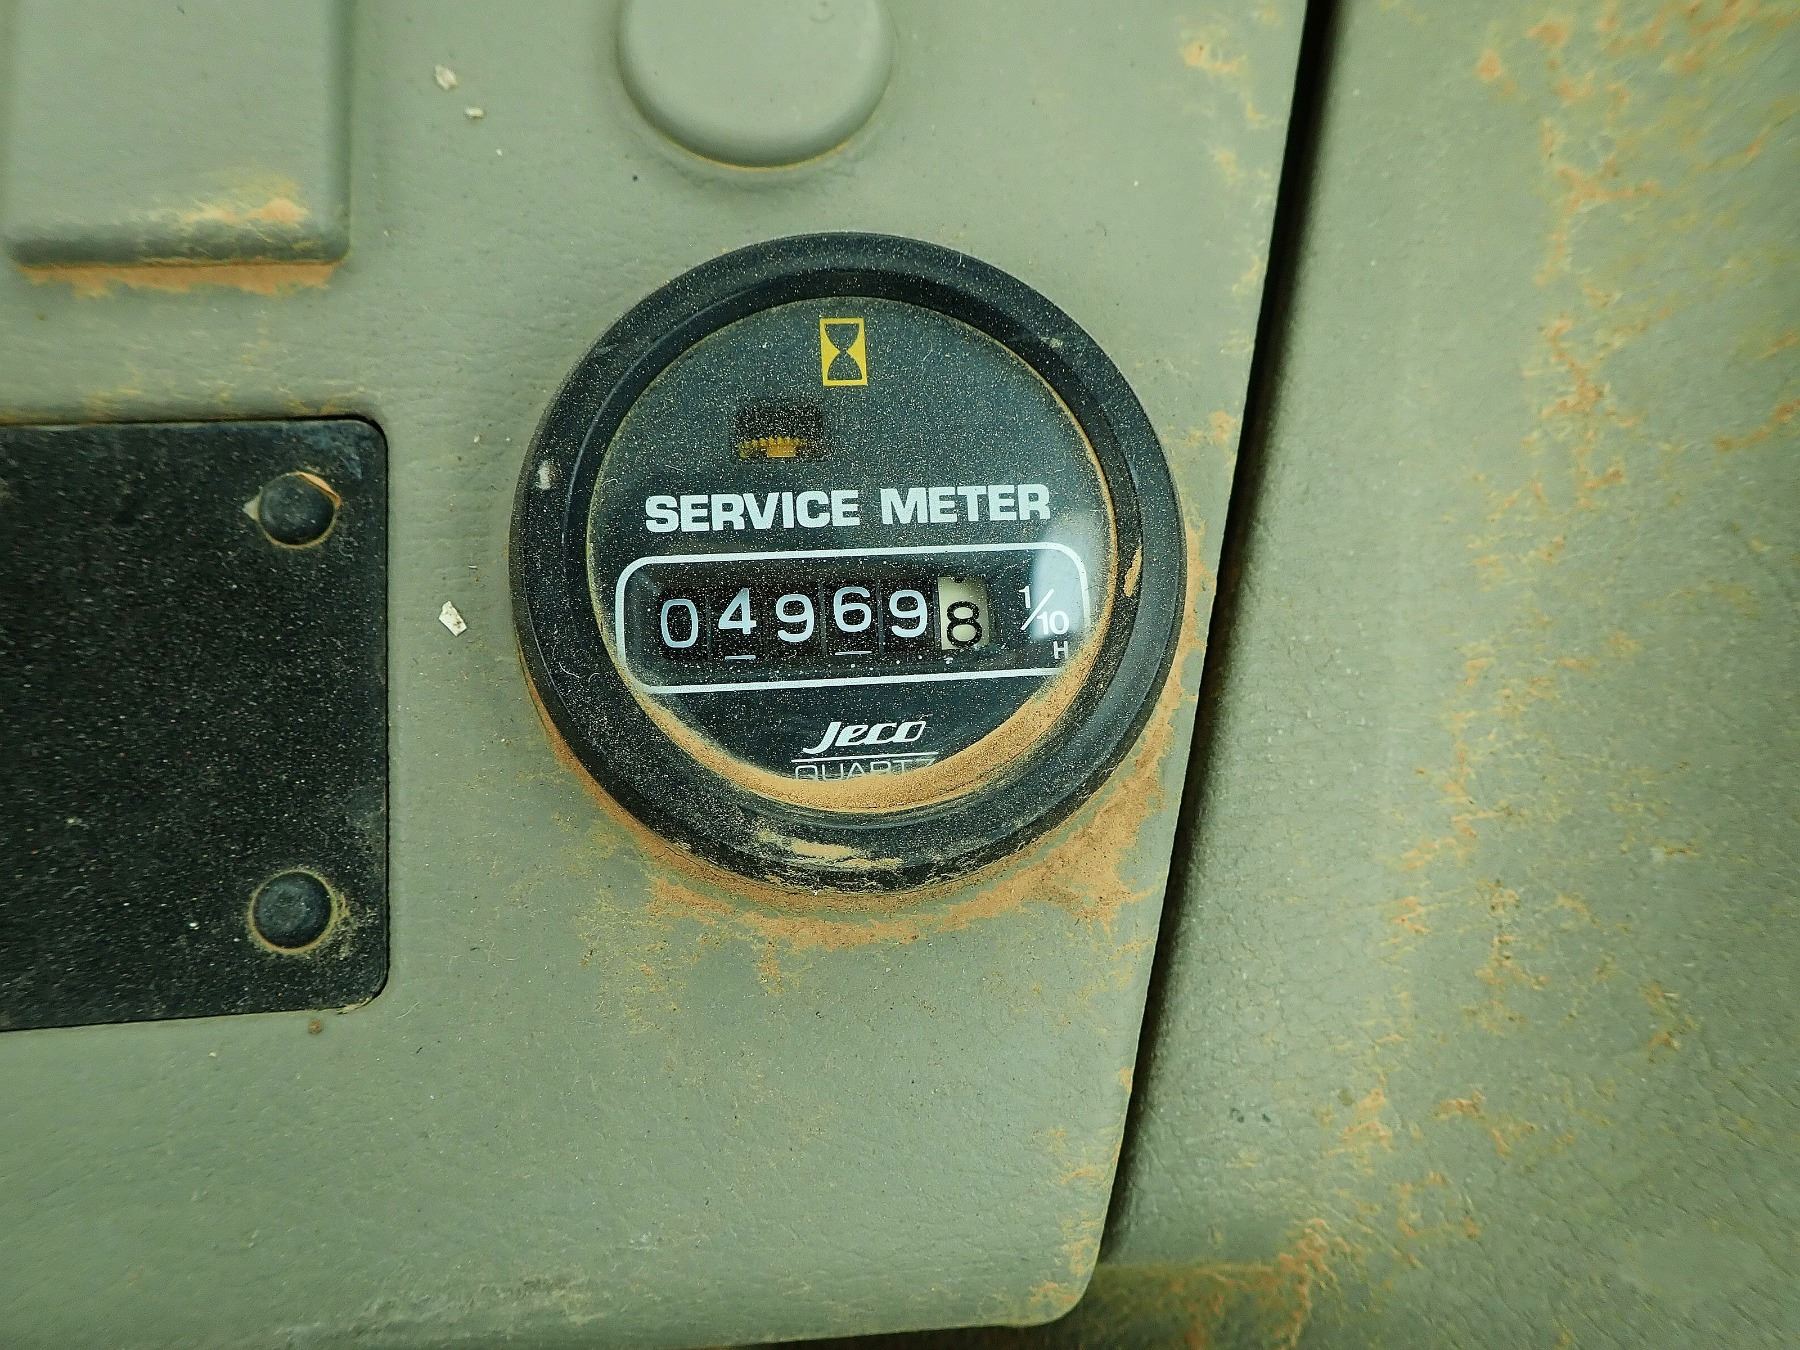 SERVICE METER
049698 1/10
H
Jeco
QUARTZ